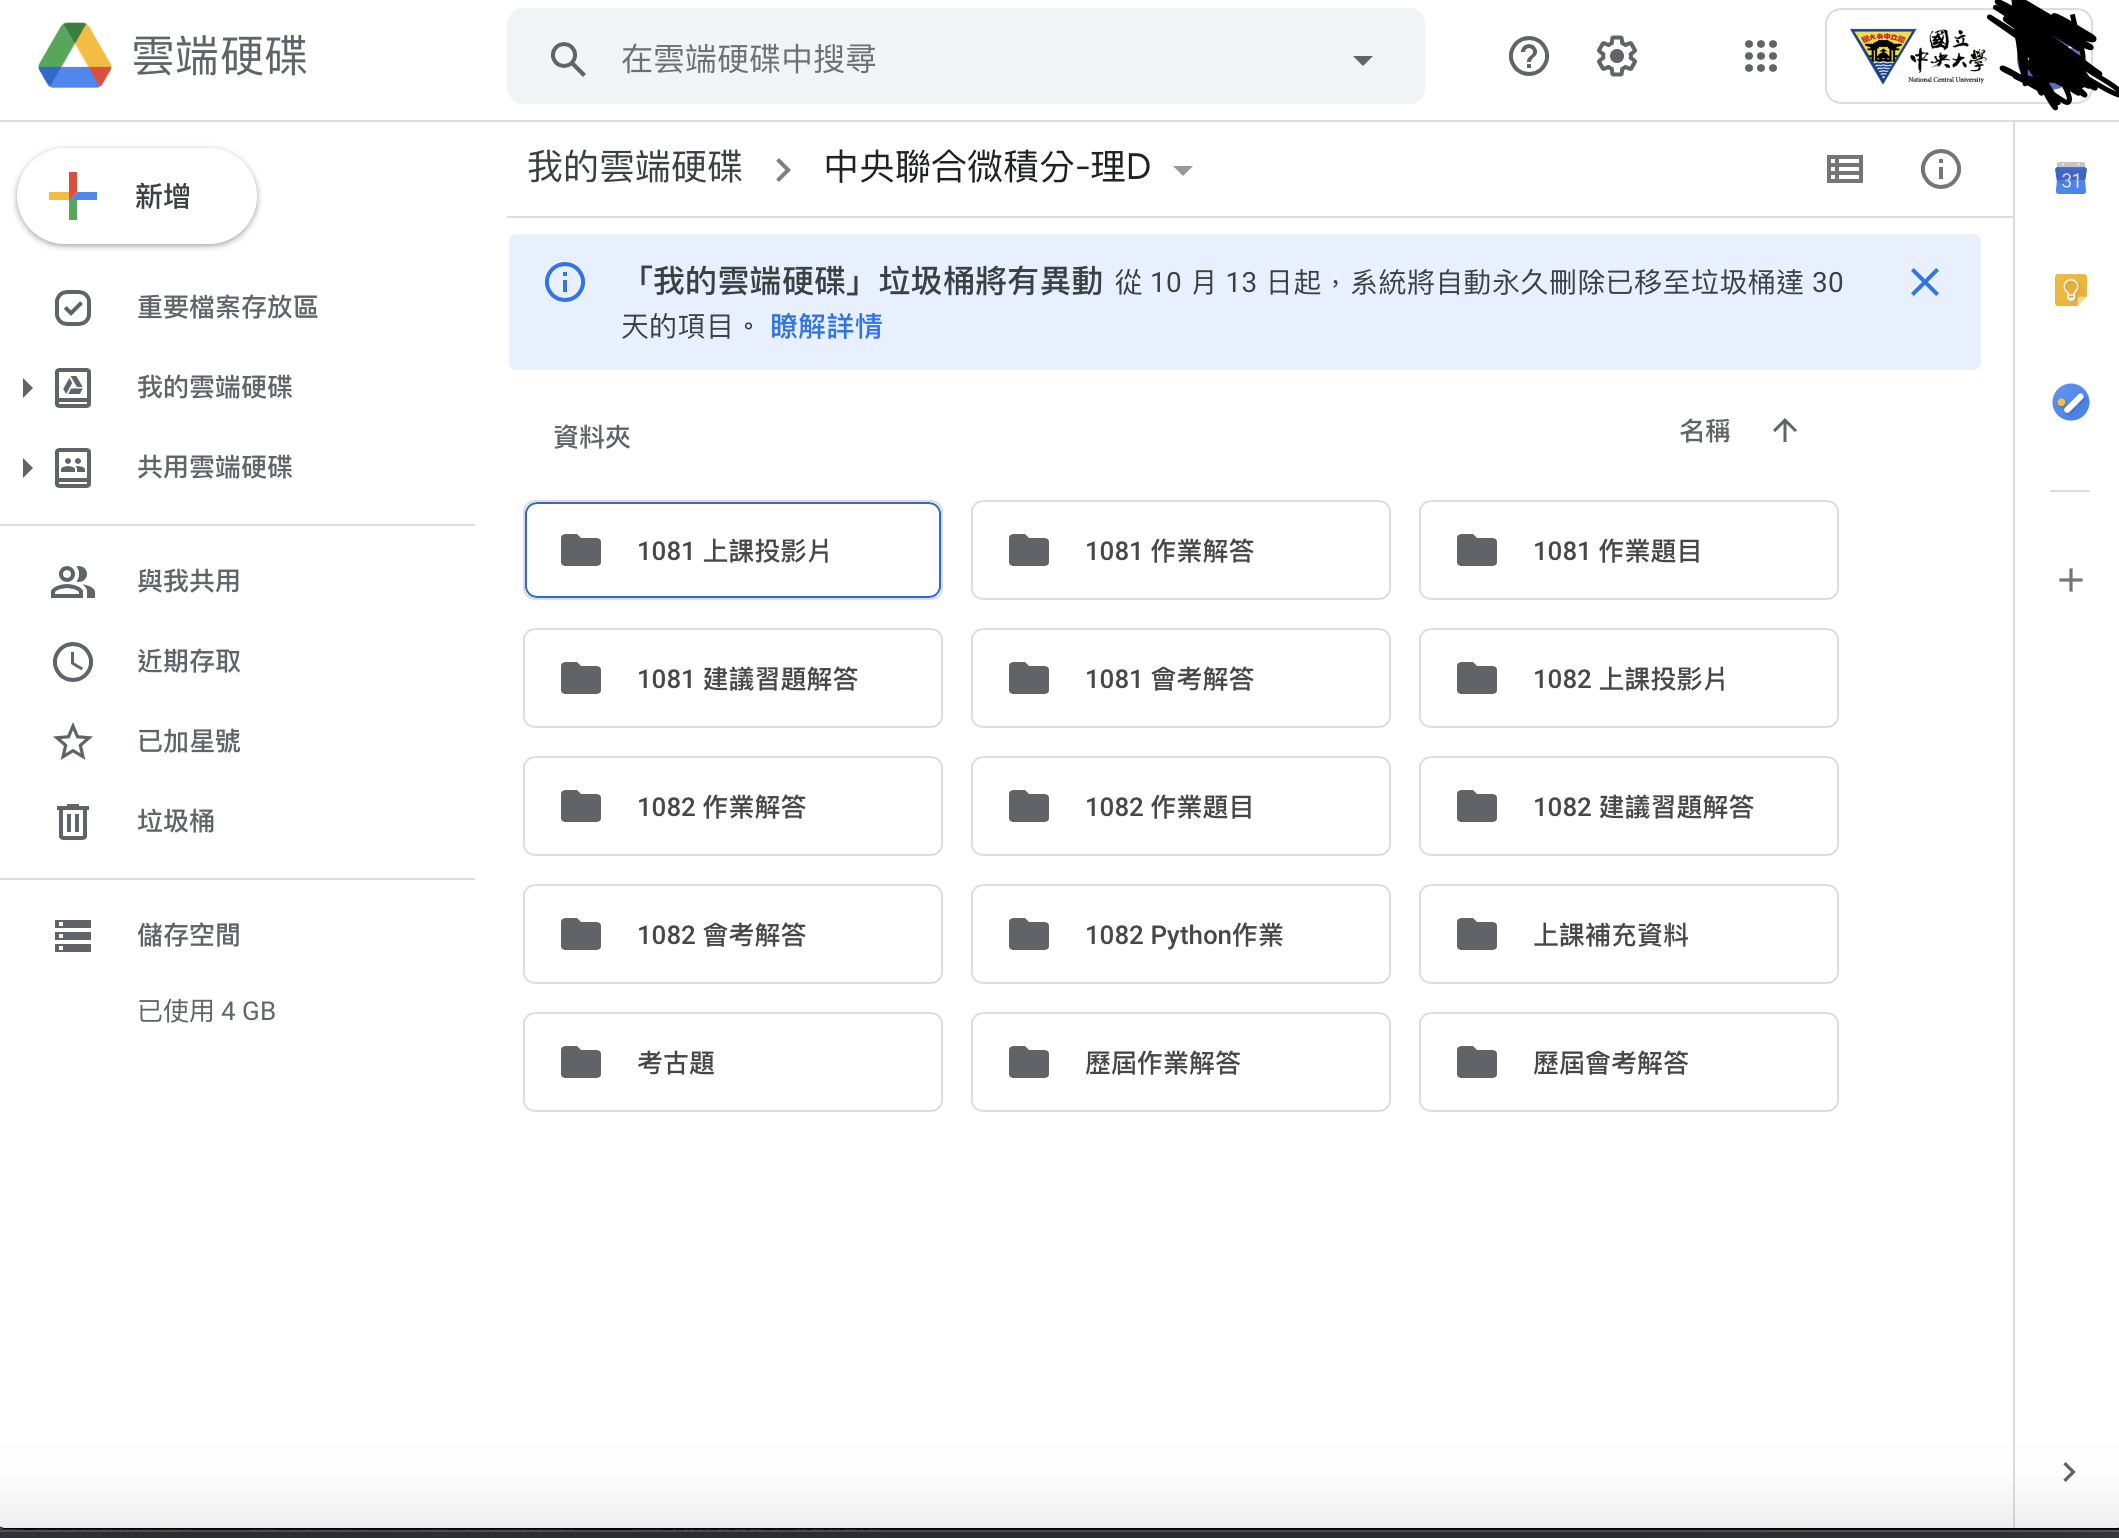 雲端硬碟
在雲端硬碟中搜尋
國立
中央大學
National Central University
新增
我的雲端硬碟
中央聯合微積分-理D
31
「我的雲端硬碟」垃圾桶將有異動 從 10 月 13 日起，系統將自動永久刪除已移至垃圾桶達 30
天的項目。 瞭解詳情
重要檔案存放區
我的雲端硬碟
共用雲端硬碟
與我共用
近期存取
已加星號
垃圾桶
儲存空間
已使用 4 GB
資料夾
名稱
1081 上課投影片
1081 作業解答
1081 作業題目
1081 建議習題解答
1081 會考解答
1082 上課投影片
1082 作業解答
1082 作業題目
1082 建議習題解答
1082 會考解答
1082 Python作業
上課補充資料
考古題
歷屆作業解答
歷屆會考解答